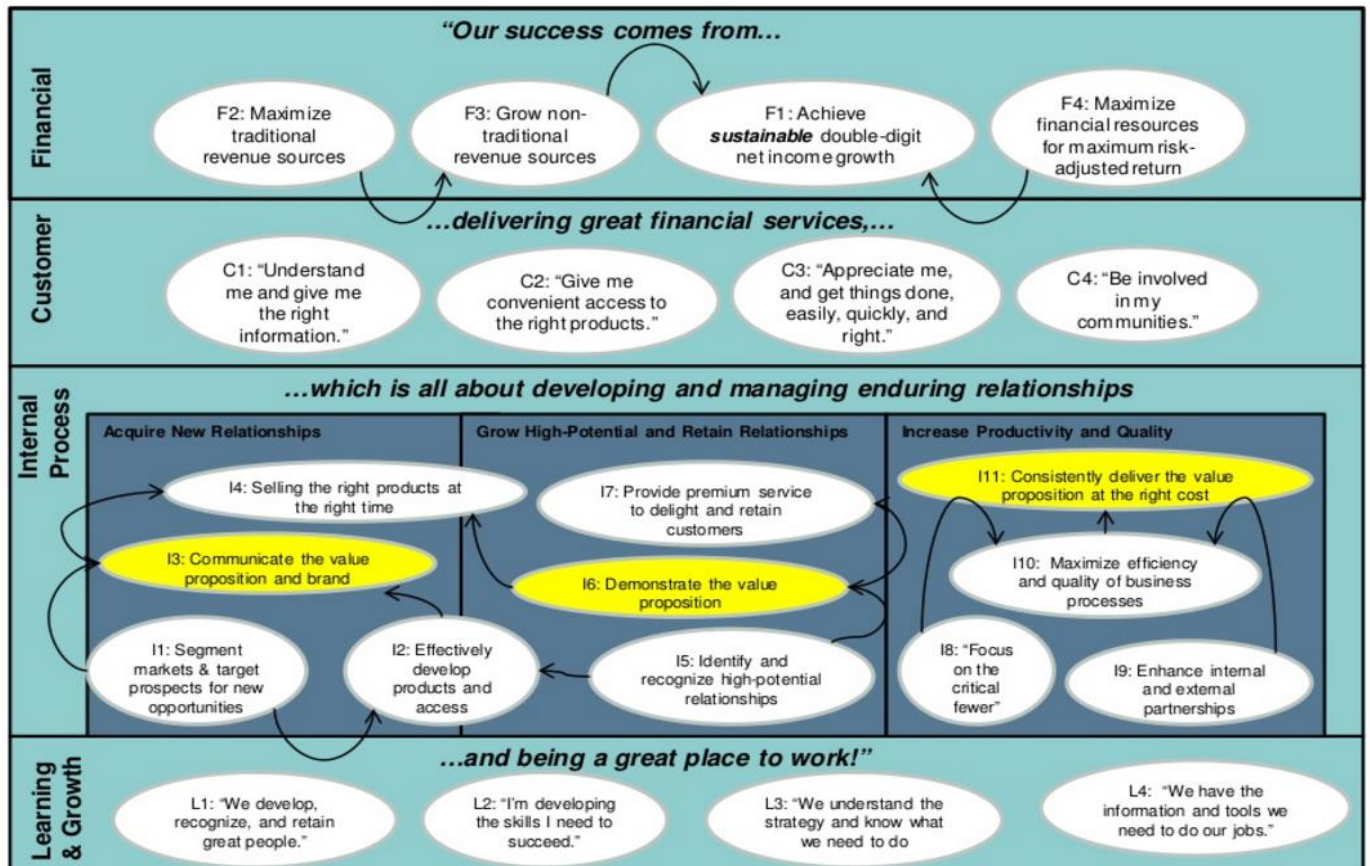 “Our success comes from…
Financial
F2: Maximize
traditional
revenue sources
F3: Grow non-
traditional
revenue sources
F1: Achieve
sustainable double-digit
net income growth
F4: Maximize
financial resources
for maximum risk-
adjusted return
…delivering great financial services,…
Customer
C1: “Understand
me and give me
the right
information.”
C2: “Give me
convenient access to
the right products.”
C3: “Appreciate me,
and get things done,
easily, quickly, and
right.”
C4: “Be involved
in my
communities.”
…which is all about developing and managing enduring relationships
Internal
Process
Acquire New Relationships
I4: Selling the right products at
the right time
I3: Communicate the value
proposition and brand
I1: Segment
markets & target
prospects for new
opportunities
I2: Effectively
develop
products and
access
Grow High-Potential and Retain Relationships
I7: Provide premium service
to delight and retain
customers
I6: Demonstrate the value
proposition
I5: Identify and
recognize high-potential
relationships
Increase Productivity and Quality
I11: Consistently deliver the value
proposition at the right cost
I10: Maximize efficiency
and quality of business
processes
I8: “Focus
on the
critical
fewer”
I9: Enhance internal
and external
partnerships
…and being a great place to work!”
Learning
& Growth
L1: “We develop,
recognize, and retain
great people.”
L2: “I’m developing
the skills I need to
succeed.”
L3: “We understand the
strategy and know what
we need to do
L4: “We have the
information and tools we
need to do our jobs.”